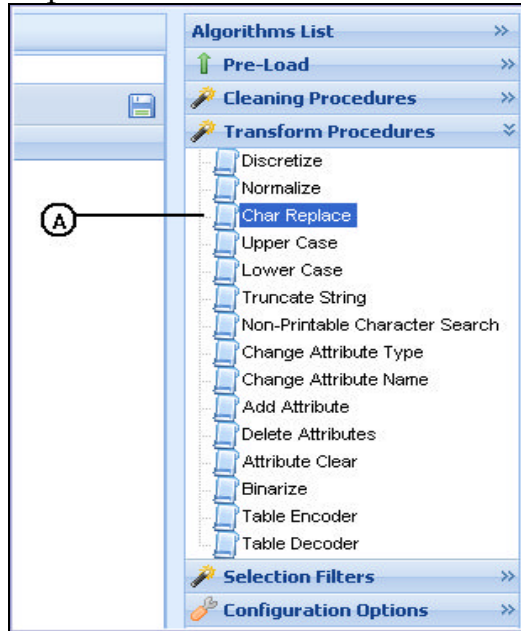 Algorithms List
Pre-Load
Cleaning Procedures
Transform Procedures
Discretize
Normalize
A
Char Replace
Upper Case
Lower Case
Truncate String
Non-Printable Character Search
Change Attribute Type
Change Attribute Name
Add Attribute
Delete Attributes
Attribute Clear
Binarize
Table Encoder
Table Decoder
Selection Filters
Configuration Options